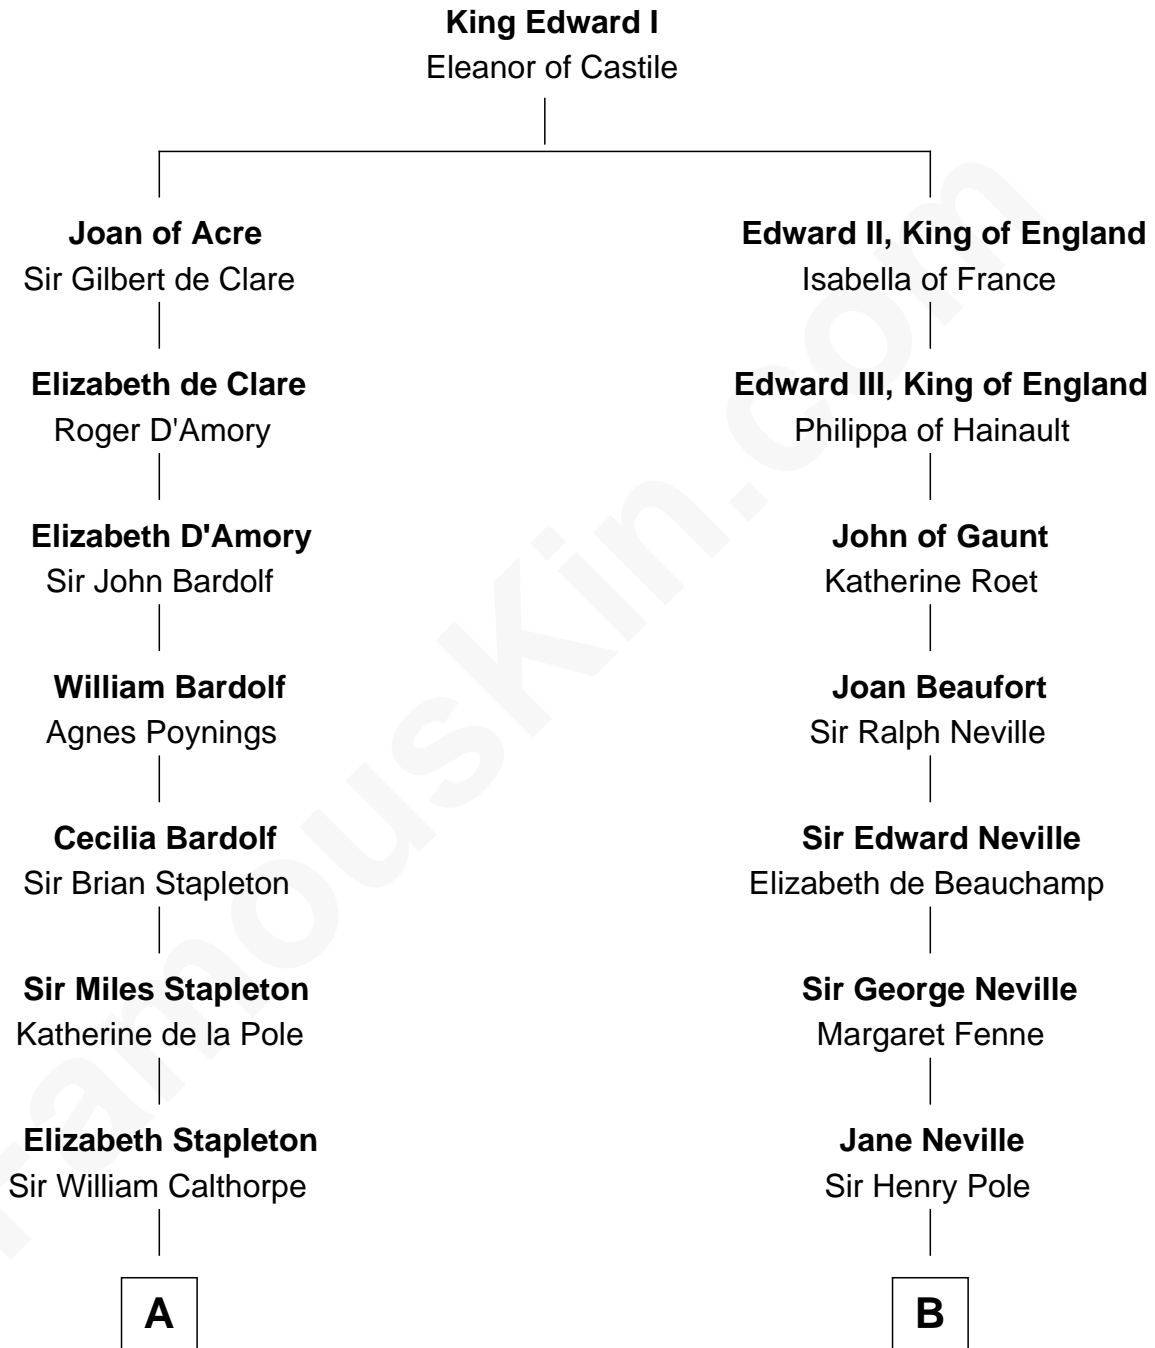 King Edward I
Eleanor of Castile
Joan of Acre
Sir Gilbert de Clare
Edward II, King of England
Isabella of France
Elizabeth de Clare
Roger D'Amory
Edward III, King of England
Philippa of Hainault
Elizabeth D'Amory
Sir John Bardolf
John of Gaunt
Katherine Roet
William Bardolf
Agnes Poynings
Joan Beaufort
Sir Ralph Neville
Cecilia Bardolf
Sir Brian Stapleton
Sir Edward Neville
Elizabeth de Beauchamp
Sir Miles Stapleton
Katherine de la Pole
Sir George Neville
Margaret Fenne
Elizabeth Stapleton
Sir William Calthorpe
Jane Neville
Sir Henry Pole
A
B
FamousKin.com